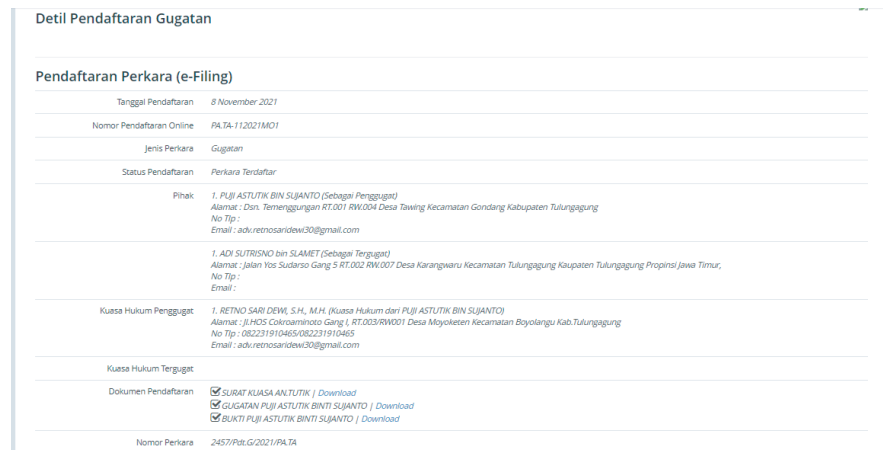 Detil Pendaftaran Gugatan
Pendaftaran Perkara (e-Filing)
Tanggal Pendaftaran 8 November 2021
Nomor Pendaftaran Online PA.TA-112021MO1
Jenis Perkara Gugatan
Status Pendaftaran Perkara Terdaftar
Pihak 1. PUJI ASTUTIK BIN SUJANTO (Sebagai Penggugat)
Alamat : Dsn. Temenggungan RT.001 RW.004 Desa Tawing Kecamatan Gondang Kabupaten Tulungagung
No Tlp :
Email : adv.retnosaridewi30@gmail.com
1. ADI SUTRISNO bin SLAMET (Sebagai Tergugat)
Alamat : Jalan Yos Sudarso Gang 5 RT.002 RW.007 Desa Karangwaru Kecamatan Tulungagung Kaupaten Tulungagung Propinsi Jawa Timur,
No Tlp :
Email :
Kuasa Hukum Penggugat 1. RETNO SARI DEWI, S.H., M.H. (Kuasa Hukum dari PUJI ASTUTIK BIN SUJANTO)
Alamat : Jl.HOS Cokroaminoto Gang I, RT.003/RW001 Desa Moyoketen Kecamatan Boyolangu Kab.Tulungagung
No Tlp : 082231910465/082231910465
Email : adv.retnosaridewi30@gmail.com
Kuasa Hukum Tergugat
Dokumen Pendaftaran SURAT KUASA AN.TUTIK | Download
GUGATAN PUJI ASTUTIK BINTI SUJANTO | Download
BUKTI PUJI ASTUTIK BINTI SUJANTO | Download
Nomor Perkara 2457/Pdt.G/2021/PA.TA